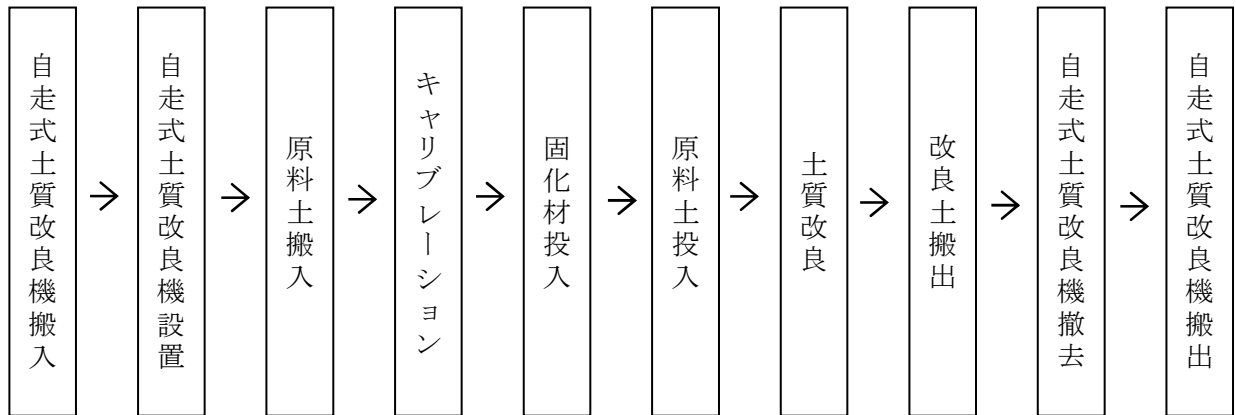 自走式土質改良機搬入
→
自走式土質改良機設置
→
原料土搬入
→
キャリブレーション
→
固化材投入
→
原料土投入
→
土質改良
→
改良土搬出
→
自走式土質改良機撤去
→
自走式土質改良機搬出